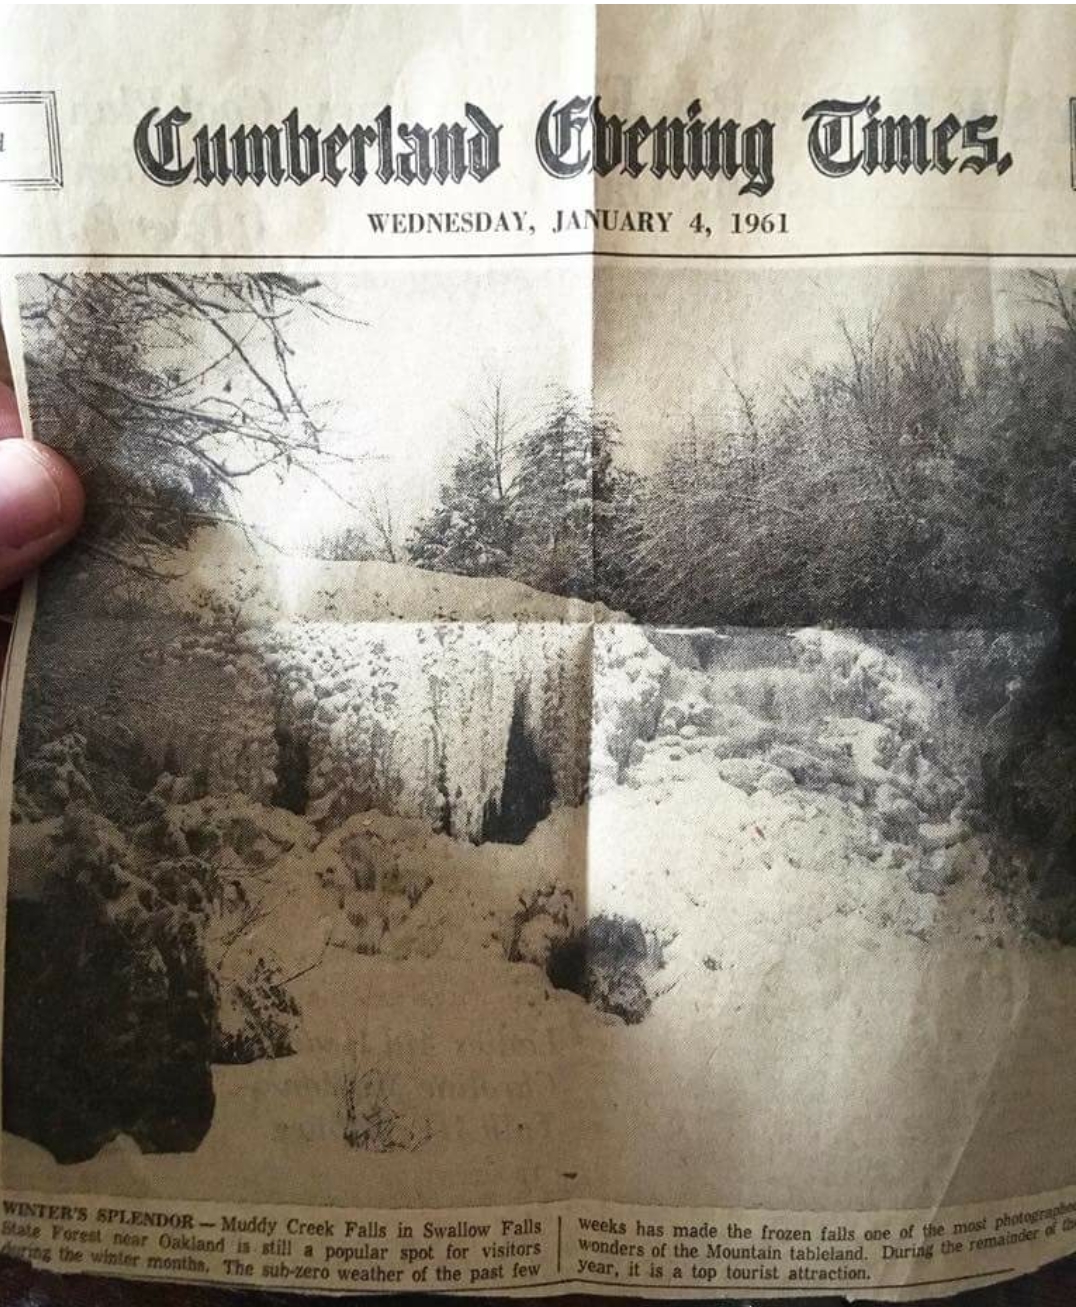 Cumberland Evening Times.
WEDNESDAY, JANUARY 4, 1961
WINTER'S SPLENDOR — Muddy Creek Falls in Swallow Falls
State Forest near Oakland is still a popular spot for visitors
during the winter months. The sub-zero weather of the past few
weeks has made the frozen falls one of the most photographed
wonders of the Mountain tableland. During the remainder of the
year, it is a top tourist attraction.